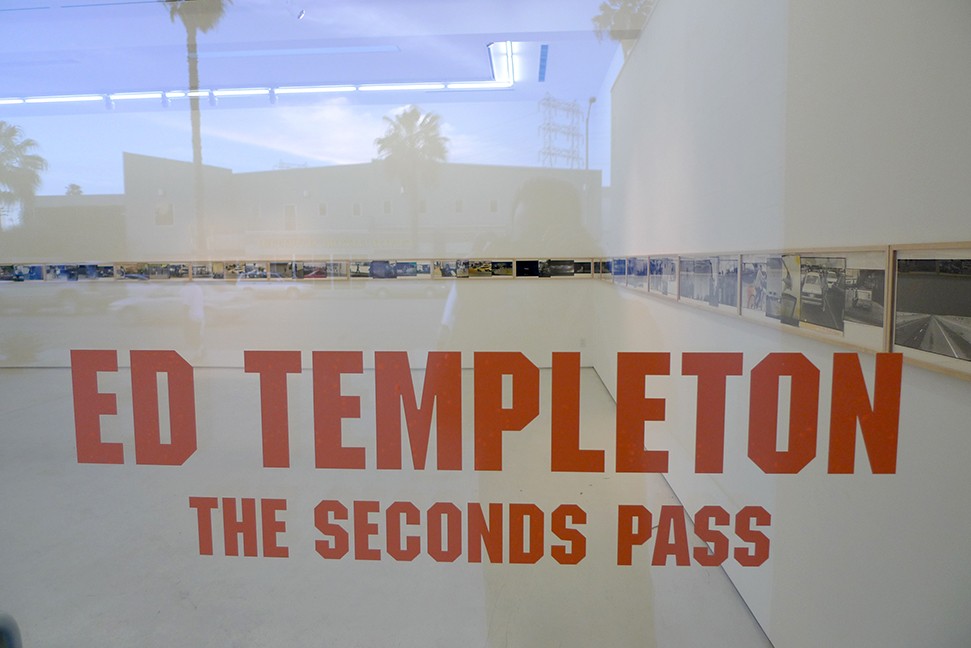 ED TEMPLETON
THE SECONDS PASS